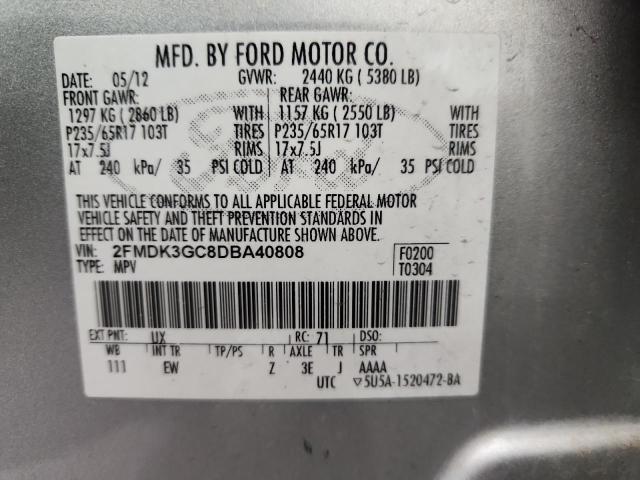 MFD. BY FORD MOTOR CO.
DATE: 05/12 GVWR: 2440 KG ( 5380 LB)
FRONT GAWR: REAR GAWR:
1297 KG ( 2860 LB) WITH 1157 KG ( 2550 LB) WITH
P235/65R17 103T TIRES P235/65R17 103T TIRES
17x7.5J RIMS 17x7.5J RIMS
AT 240 kPa/ 35 PSI COLD AT 240 kPa/ 35 PSI COLD
THIS VEHICLE CONFORMS TO ALL APPLICABLE FEDERAL MOTOR
VEHICLE SAFETY AND THEFT PREVENTION STANDARDS IN
EFFECT ON THE DATE OF MANUFACTURE SHOWN ABOVE.
VIN: 2FMDK3GC8DBA40808 F0200
TYPE: MPV T0304
EXT PNT: UX RC: 71 DSO:
WB INT TR TP/PS R AXLE TR SPR
111 EW Z 3E J AAAA
UTC ▽5U5A-1520472-BA